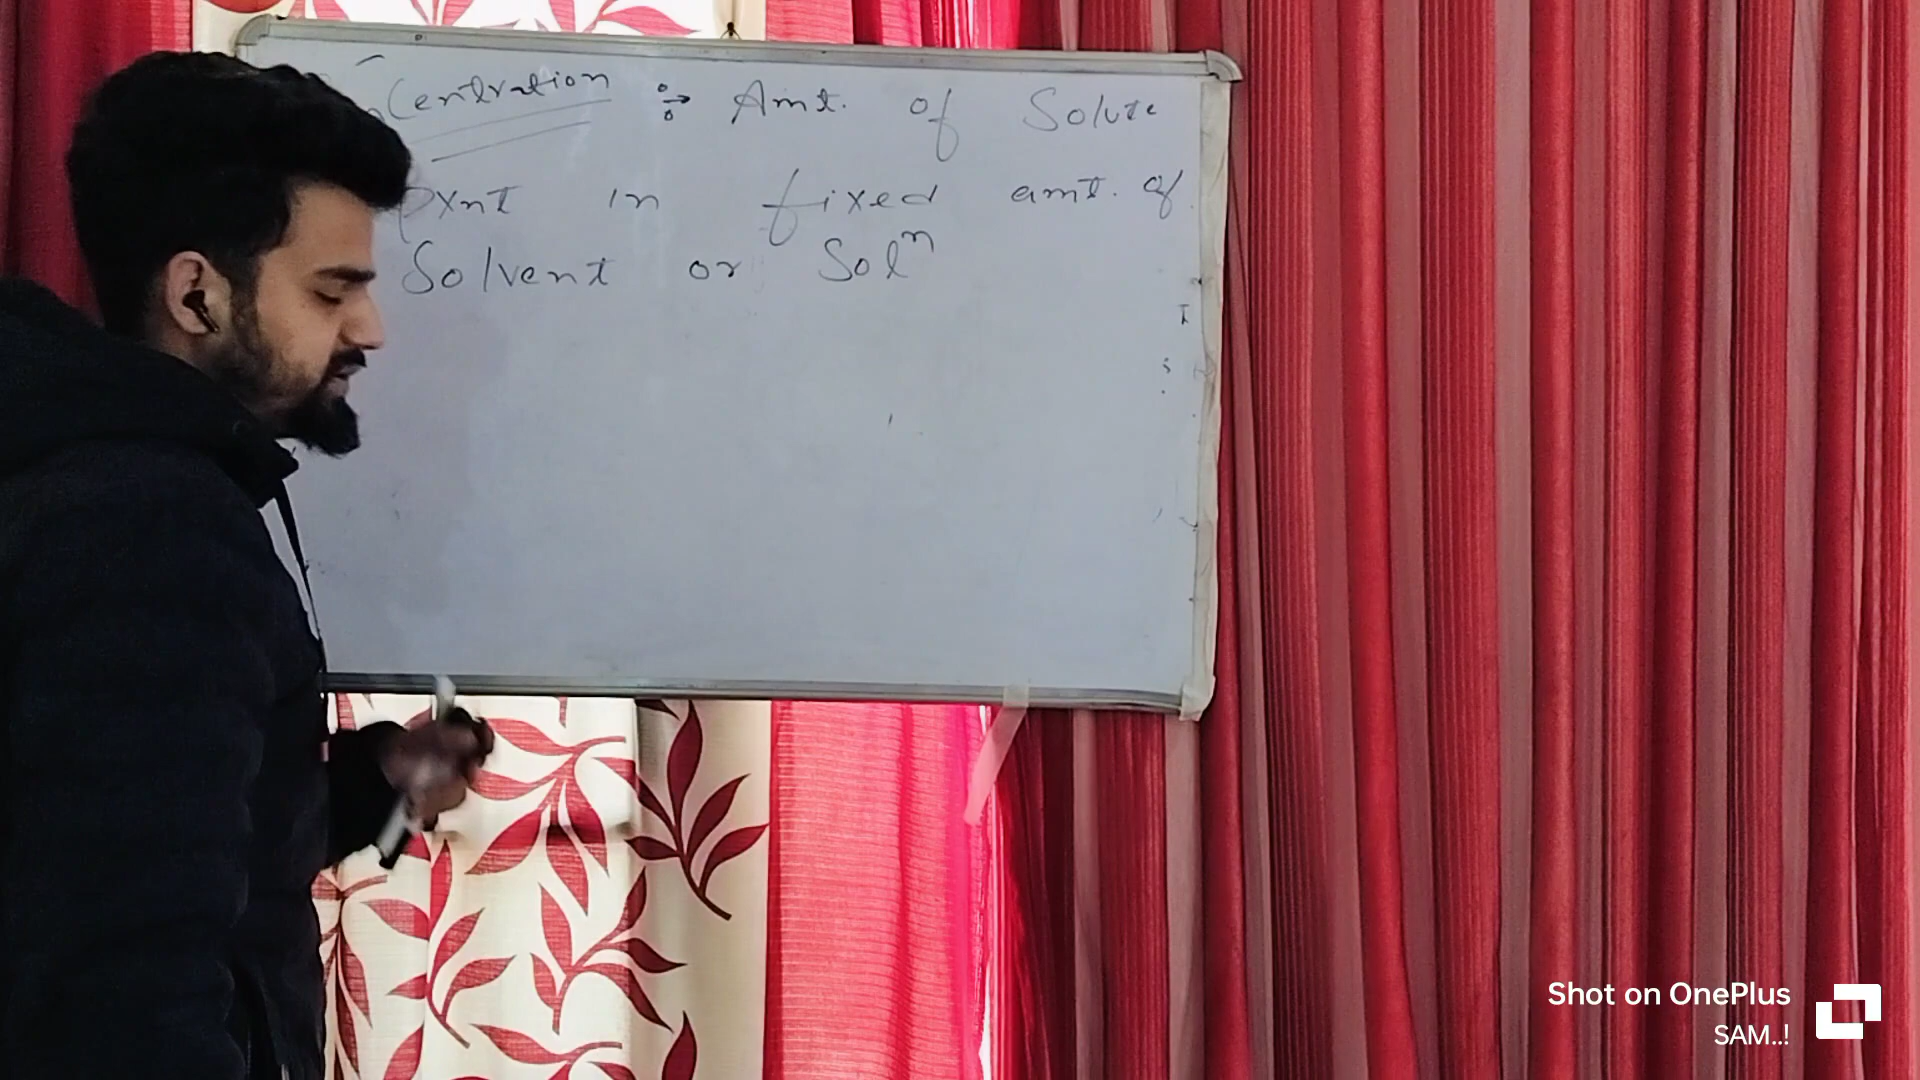 Centration : → Amt. of Solute
pxnt in fixed amt. of
Solvent or Solⁿ
Shot on OnePlus
SAM..!